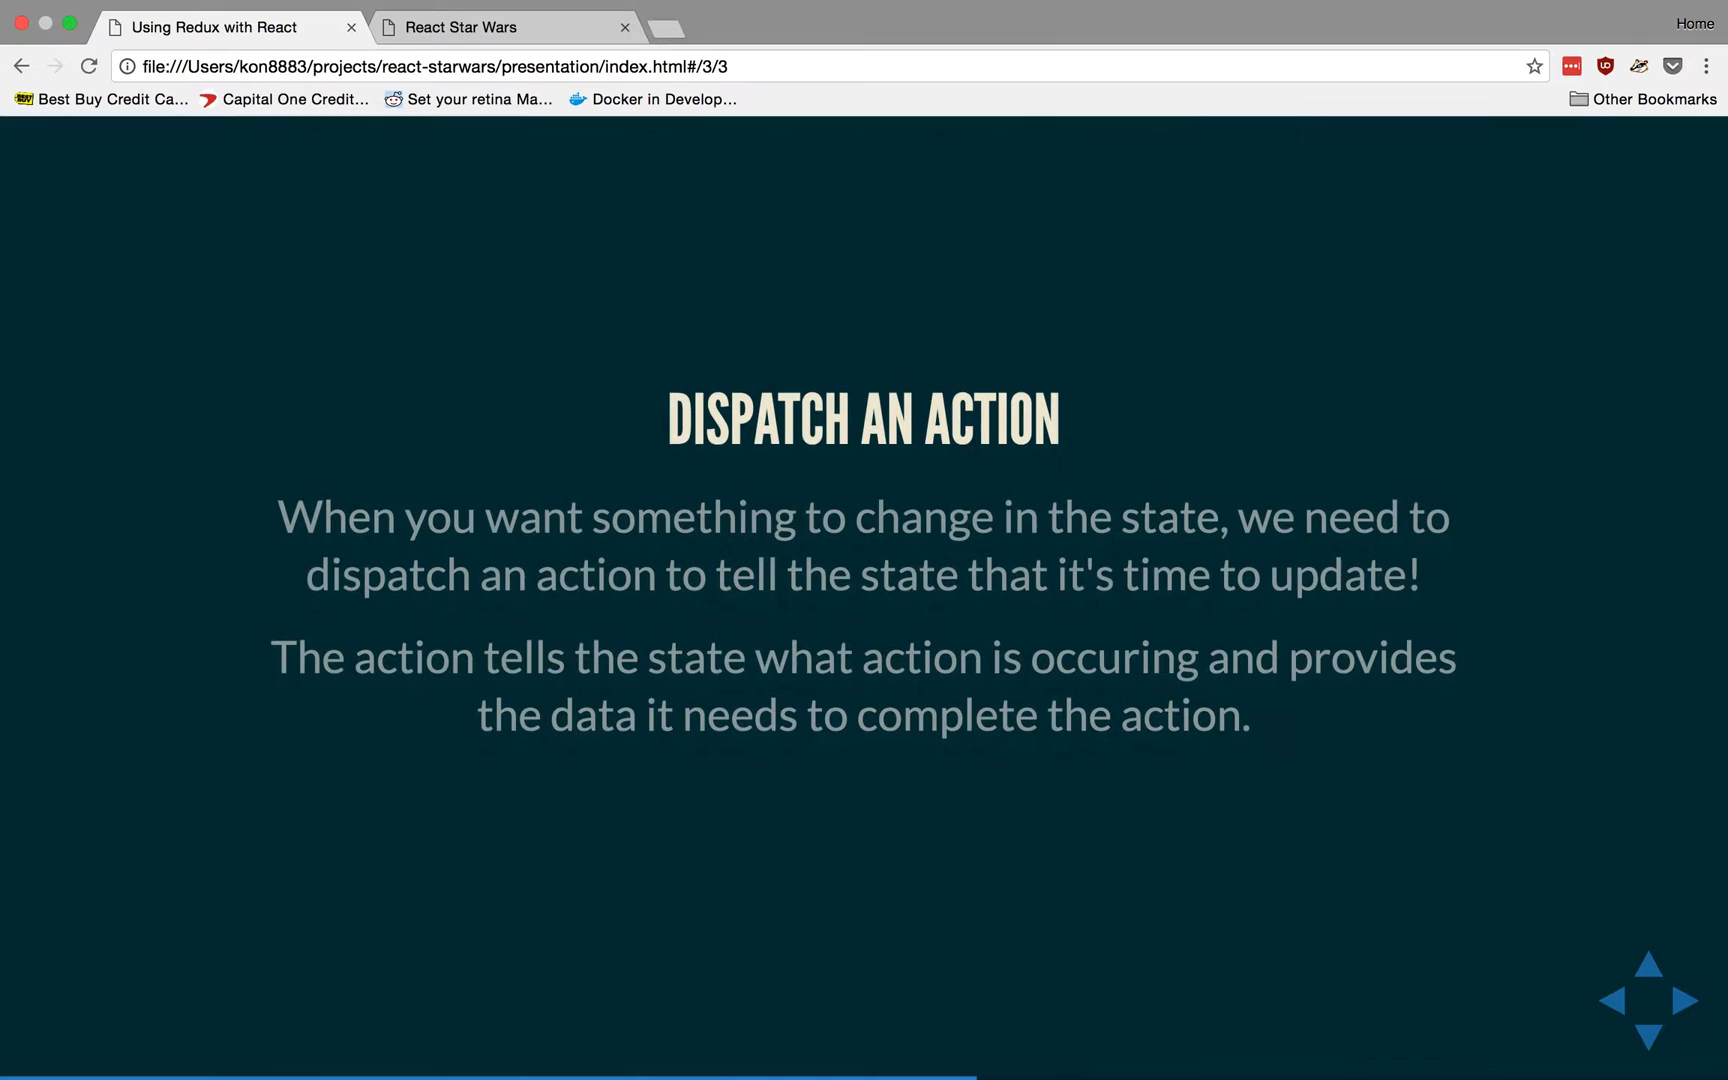 Using Redux with React
React Star Wars
Home
file:///Users/kon8883/projects/react-starwars/presentation/index.html#/3/3
Best Buy Credit Ca...
Capital One Credit...
Set your retina Ma...
Docker in Develop...
Other Bookmarks
DISPATCH AN ACTION
When you want something to change in the state, we need to
dispatch an action to tell the state that it's time to update!
The action tells the state what action is occuring and provides
the data it needs to complete the action.